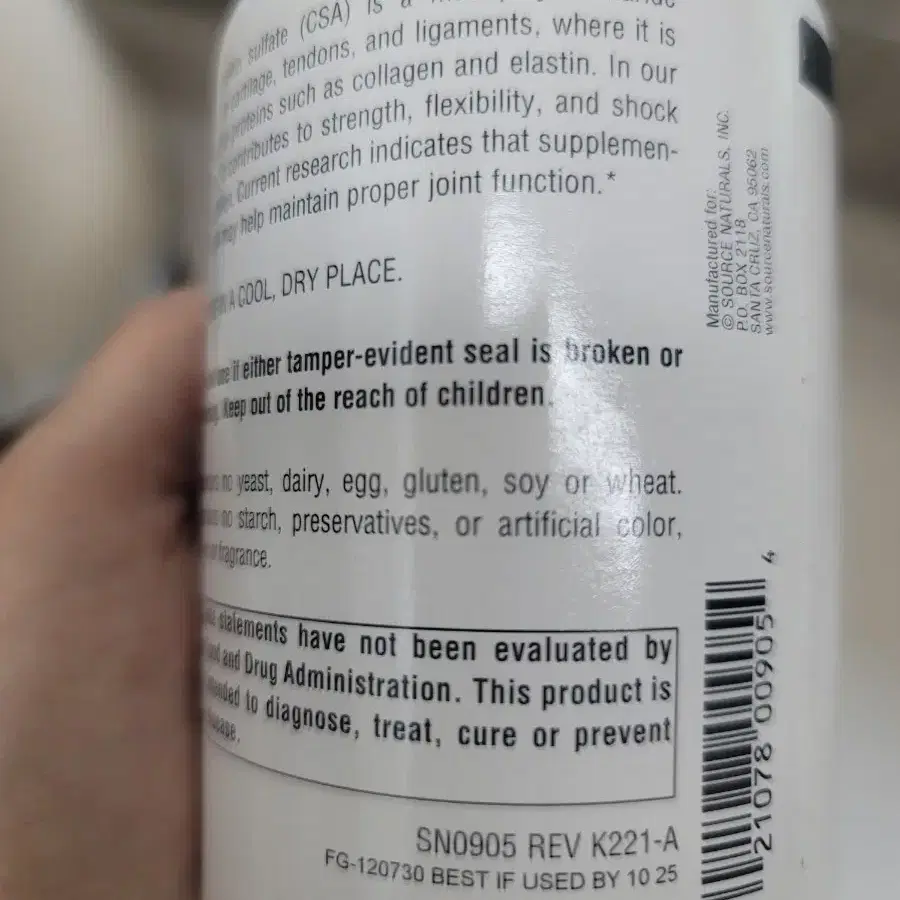 sulfate (CSA) is a
cartilage, tendons, and ligaments, where it is
proteins such as collagen and elastin. In our
contributes to strength, flexibility, and shock
Current research indicates that supplemen-
may help maintain proper joint function.*
A COOL, DRY PLACE.
if either tamper-evident seal is broken or
Keep out of the reach of children.
no yeast, dairy, egg, gluten, soy or wheat.
no starch, preservatives, or artificial color,
or fragrance.
statements have not been evaluated by
and Drug Administration. This product is
to diagnose, treat, cure or prevent
disease.
SN0905 REV K221-A
FG-120730 BEST IF USED BY 10 25
Manufactured for:
© SOURCE NATURALS, INC.
P.O. BOX 2118
SANTA CRUZ, CA 95062
www.sourcenaturals.com
21078 00905 4